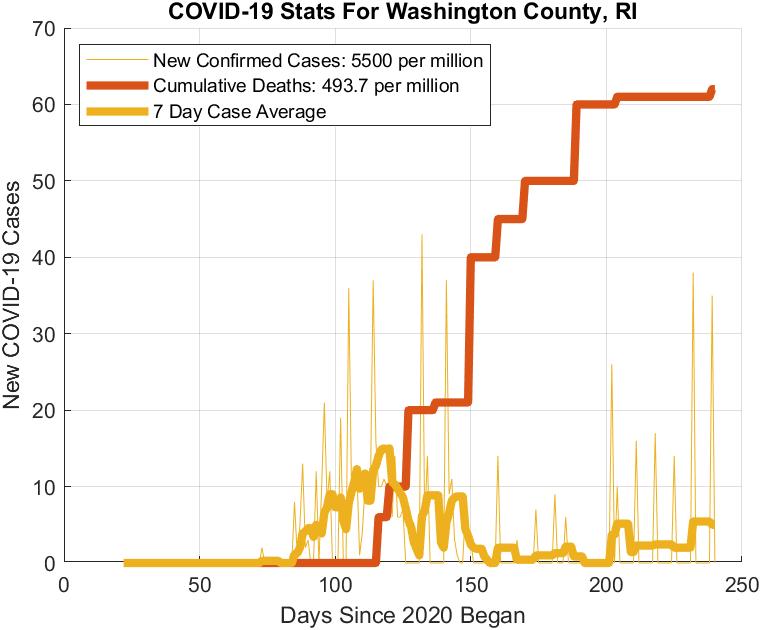 COVID-19 Stats For Washington County, RI
New Confirmed Cases: 5500 per million
Cumulative Deaths: 493.7 per million
7 Day Case Average
New COVID-19 Cases
70
60
50
40
30
20
10
0
0 50 100 150 200 250
Days Since 2020 Began